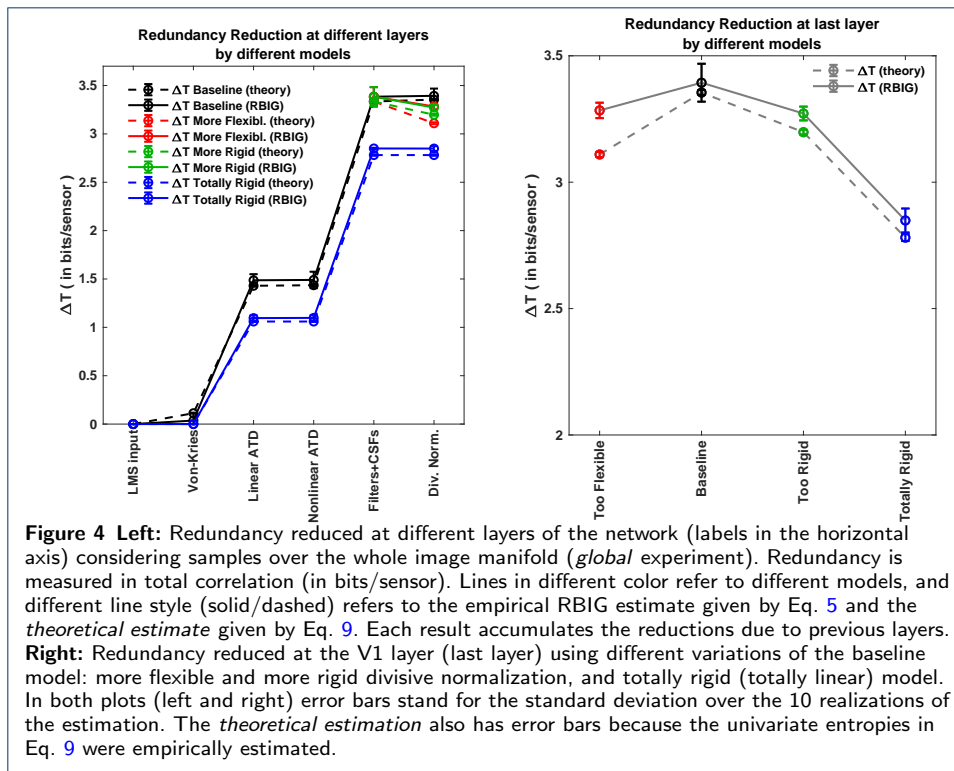 Redundancy Reduction at different layers
by different models
ΔT Baseline (theory)
ΔT Baseline (RBIG)
ΔT More Flexibl. (theory)
ΔT More Flexibl. (RBIG)
ΔT More Rigid (theory)
ΔT More Rigid (RBIG)
ΔT Totally Rigid (theory)
ΔT Totally Rigid (RBIG)
ΔT ( in bits/sensor)
3.5
3
2.5
2
1.5
1
0.5
0
LMS input
Von-Kries
Linear ATD
Nonlinear ATD
Filters+CSFs
Div. Norm.
Redundancy Reduction at last layer
by different models
ΔT (theory)
ΔT (RBIG)
ΔT ( in bits/sensor)
3.5
3
2.5
2
Too Flexible
Baseline
Too Rigid
Totally Rigid
Figure 4 Left: Redundancy reduced at different layers of the network (labels in the horizontal
axis) considering samples over the whole image manifold (global experiment). Redundancy is
measured in total correlation (in bits/sensor). Lines in different color refer to different models, and
different line style (solid/dashed) refers to the empirical RBIG estimate given by Eq. 5 and the
theoretical estimate given by Eq. 9. Each result accumulates the reductions due to previous layers.
Right: Redundancy reduced at the V1 layer (last layer) using different variations of the baseline
model: more flexible and more rigid divisive normalization, and totally rigid (totally linear) model.
In both plots (left and right) error bars stand for the standard deviation over the 10 realizations of
the estimation. The theoretical estimation also has error bars because the univariate entropies in
Eq. 9 were empirically estimated.